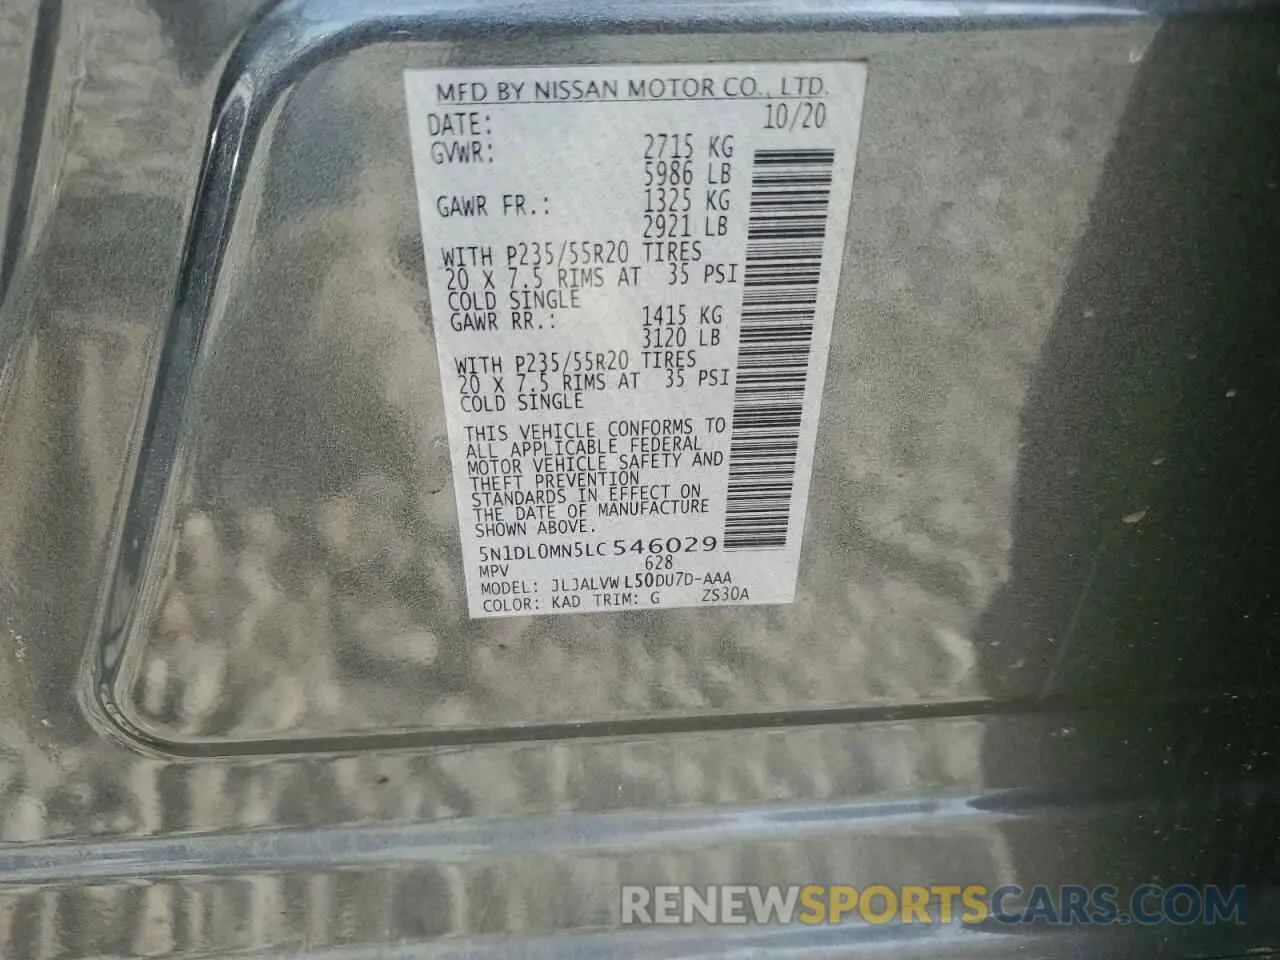 MFD BY NISSAN MOTOR CO., LTD.
DATE: 10/20
GVWR: 2715 KG
5986 LB
GAWR FR.: 1325 KG
2921 LB
WITH P235/55R20 TIRES
20 X 7.5 RIMS AT 35 PSI
COLD SINGLE
GAWR RR.: 1415 KG
3120 LB
WITH P235/55R20 TIRES
20 X 7.5 RIMS AT 35 PSI
COLD SINGLE
THIS VEHICLE CONFORMS TO
ALL APPLICABLE FEDERAL
MOTOR VEHICLE SAFETY AND
THEFT PREVENTION
STANDARDS IN EFFECT ON
THE DATE OF MANUFACTURE
SHOWN ABOVE.
5N1DL0MN5LC546029
MPV 628
MODEL: JLJALVWL50DU7D-AAA
COLOR: KAD TRIM: G ZS30A
RENEWSPORTSCARS.COM